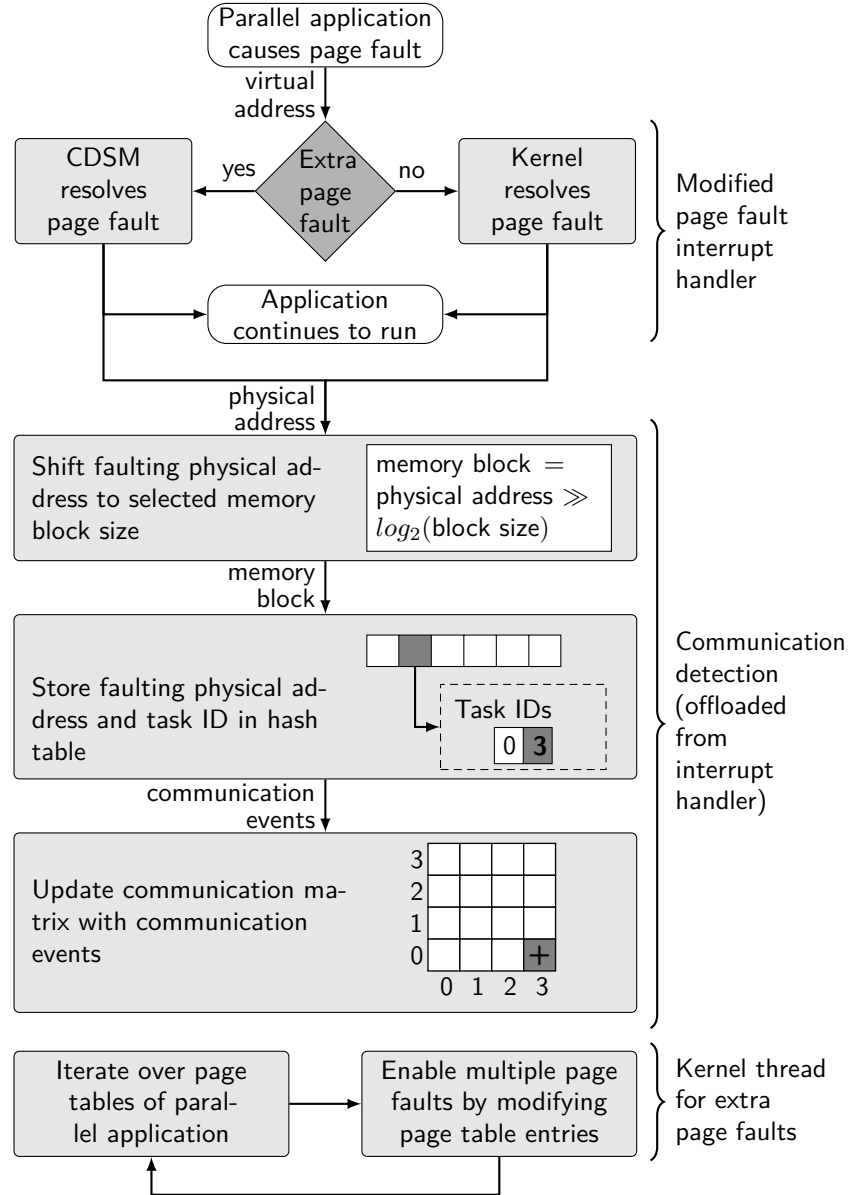 Parallel application
causes page fault
virtual
address
CDSM
resolves
page fault
yes
Extra
page
fault
no
Kernel
resolves
page fault
Modified
page fault
interrupt
handler
Application
continues to run
physical
address
Shift faulting physical ad-
dress to selected memory
block size
memory block =
physical address ≫
log₂(block size)
memory
block
Store faulting physical ad-
dress and task ID in hash
table
Task IDs
0 3
Communication
detection
(offloaded
from
interrupt
handler)
communication
events
Update communication ma-
trix with communication
events
3
2
1
0 +
0 1 2 3
Iterate over page
tables of paral-
lel application
Enable multiple page
faults by modifying
page table entries
Kernel thread
for extra
page faults